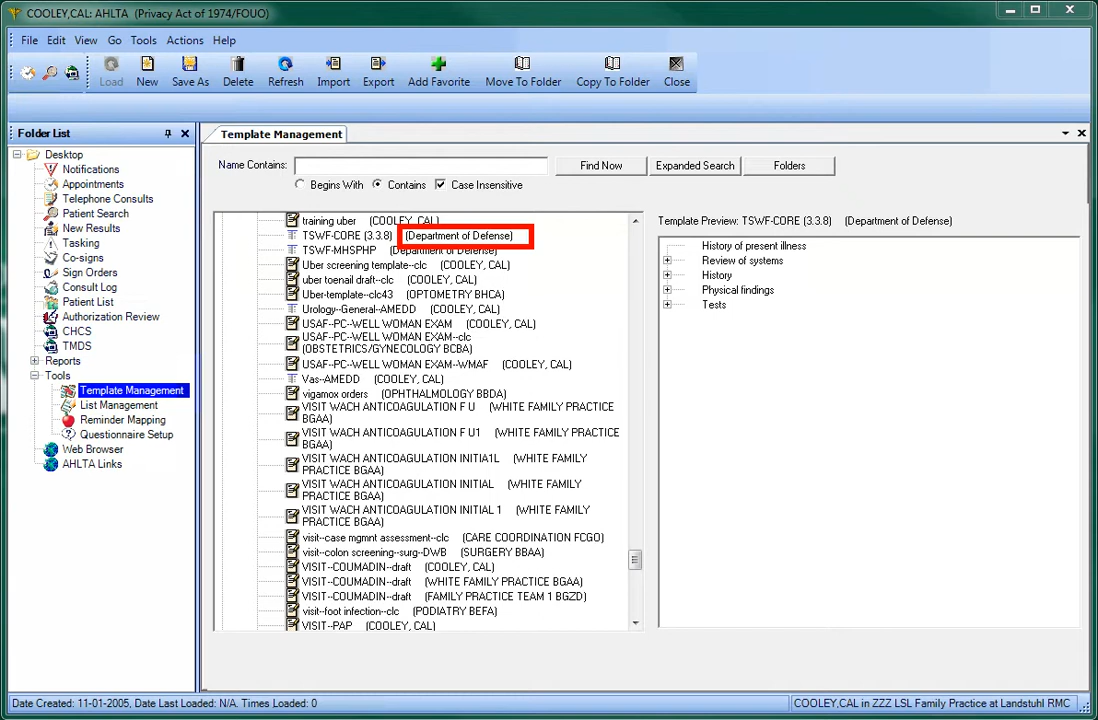 COOLEY,CAL: AHLTA (Privacy Act of 1974/FOUO)
File Edit View Go Tools Actions Help
Load New Save As Delete Refresh Import Export Add Favorite Move To Folder Copy To Folder Close
Folder List
Desktop
Notifications
Appointments
Telephone Consults
Patient Search
New Results
Tasking
Co-signs
Sign Orders
Consult Log
Patient List
Authorization Review
CHCS
TMDS
Reports
Tools
Template Management
List Management
Reminder Mapping
Questionnaire Setup
Web Browser
AHLTA Links
Template Management
Name Contains: Find Now Expanded Search Folders
Begins With Contains Case Insensitive
training uber (COOLEY, CAL)
TSWF-CORE (3.3.8) (Department of Defense)
TSWF-MHSPHP (Department of Defense)
Uber screening template--clc (COOLEY, CAL)
uber toenail draft--clc (COOLEY, CAL)
Uber-template--clc43 (OPTOMETRY BHCA)
Urology--General-AMEDD (COOLEY, CAL)
USAF--PC--WELL WOMAN EXAM (COOLEY, CAL)
USAF--PC--WELL WOMAN EXAM--clc
(OBSTETRICS/GYNECOLOGY BCBA)
USAF--PC--WELL WOMAN EXAM--WMAF (COOLEY, CAL)
Vas--AMEDD (COOLEY, CAL)
vigamox orders (OPHTHALMOLOGY BBDA)
VISIT WACH ANTICOAGULATION F U (WHITE FAMILY PRACTICE
BGAA)
VISIT WACH ANTICOAGULATION F U1 (WHITE FAMILY PRACTICE
BGAA)
VISIT WACH ANTICOAGULATION INITIA1L (WHITE FAMILY
PRACTICE BGAA)
VISIT WACH ANTICOAGULATION INITIAL (WHITE FAMILY
PRACTICE BGAA)
VISIT WACH ANTICOAGULATION INITIAL 1 (WHITE FAMILY
PRACTICE BGAA)
visit--case mgmnt assessment--clc (CARE COORDINATION FCGO)
visit--colon screening--surg-DWB (SURGERY BBAA)
VISIT--COUMADIN--draft (COOLEY, CAL)
VISIT--COUMADIN--draft (WHITE FAMILY PRACTICE BGAA)
VISIT--COUMADIN--draft (FAMILY PRACTICE TEAM 1 BGZD)
visit--foot infection--clc (PODIATRY BEFA)
VISIT--PAP (COOLEY, CAL)
Template Preview: TSWF-CORE (3.3.8) (Department of Defense)
History of present illness
Review of systems
History
Physical findings
Tests
Date Created: 11-01-2005, Date Last Loaded: N/A. Times Loaded: 0
COOLEY,CAL in ZZZ LSL Family Practice at Landstuhl RMC